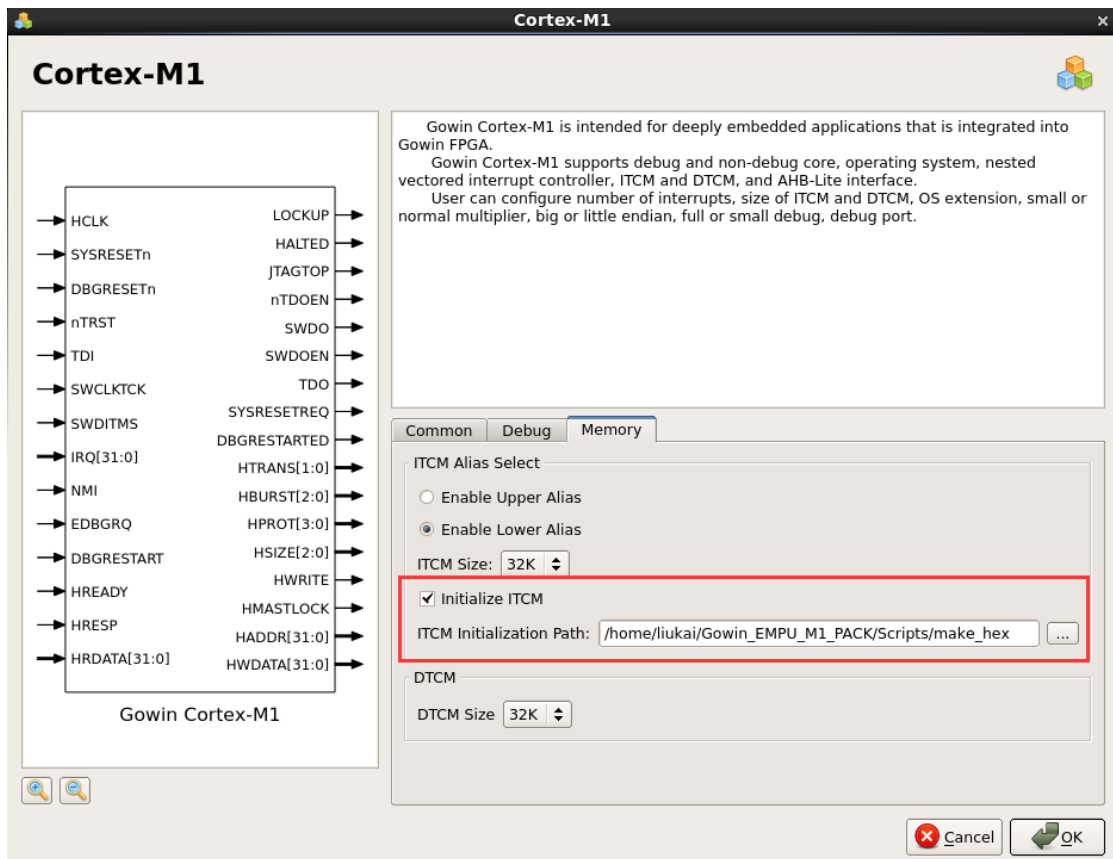 Cortex-M1
Cortex-M1
HCLK
SYSRESETn
DBGRESETn
nTRST
TDI
SWCLKTCK
SWDITMS
IRQ[31:0]
NMI
EDBGRQ
DBGRESTART
HREADY
HRESP
HRDATA[31:0]
LOCKUP
HALTED
JTAGTOP
nTDOEN
SWDO
SWDOEN
TDO
SYSRESETREQ
DBGRESTARTED
HTRANS[1:0]
HBURST[2:0]
HPROT[3:0]
HSIZE[2:0]
HWRITE
HMASTLOCK
HADDR[31:0]
HWDATA[31:0]
Gowin Cortex-M1
Gowin Cortex-M1 is intended for deeply embedded applications that is integrated into
Gowin FPGA.
Gowin Cortex-M1 supports debug and non-debug core, operating system, nested
vectored interrupt controller, ITCM and DTCM, and AHB-Lite interface.
User can configure number of interrupts, size of ITCM and DTCM, OS extension, small or
normal multiplier, big or little endian, full or small debug, debug port.
Common Debug Memory
ITCM Alias Select
Enable Upper Alias
Enable Lower Alias
ITCM Size: 32K
Initialize ITCM
ITCM Initialization Path: /home/liukai/Gowin_EMPU_M1_PACK/Scripts/make_hex ...
DTCM
DTCM Size 32K
Cancel OK